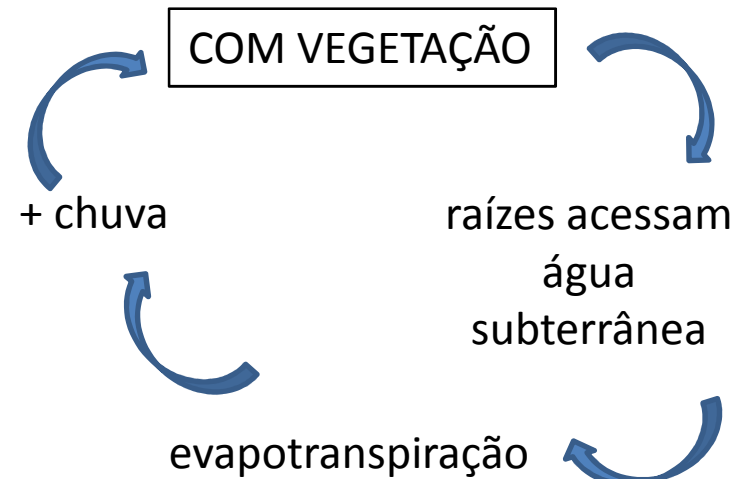 COM VEGETAÇÃO
raízes acessam
água
subterrânea
evapotranspiração
+ chuva